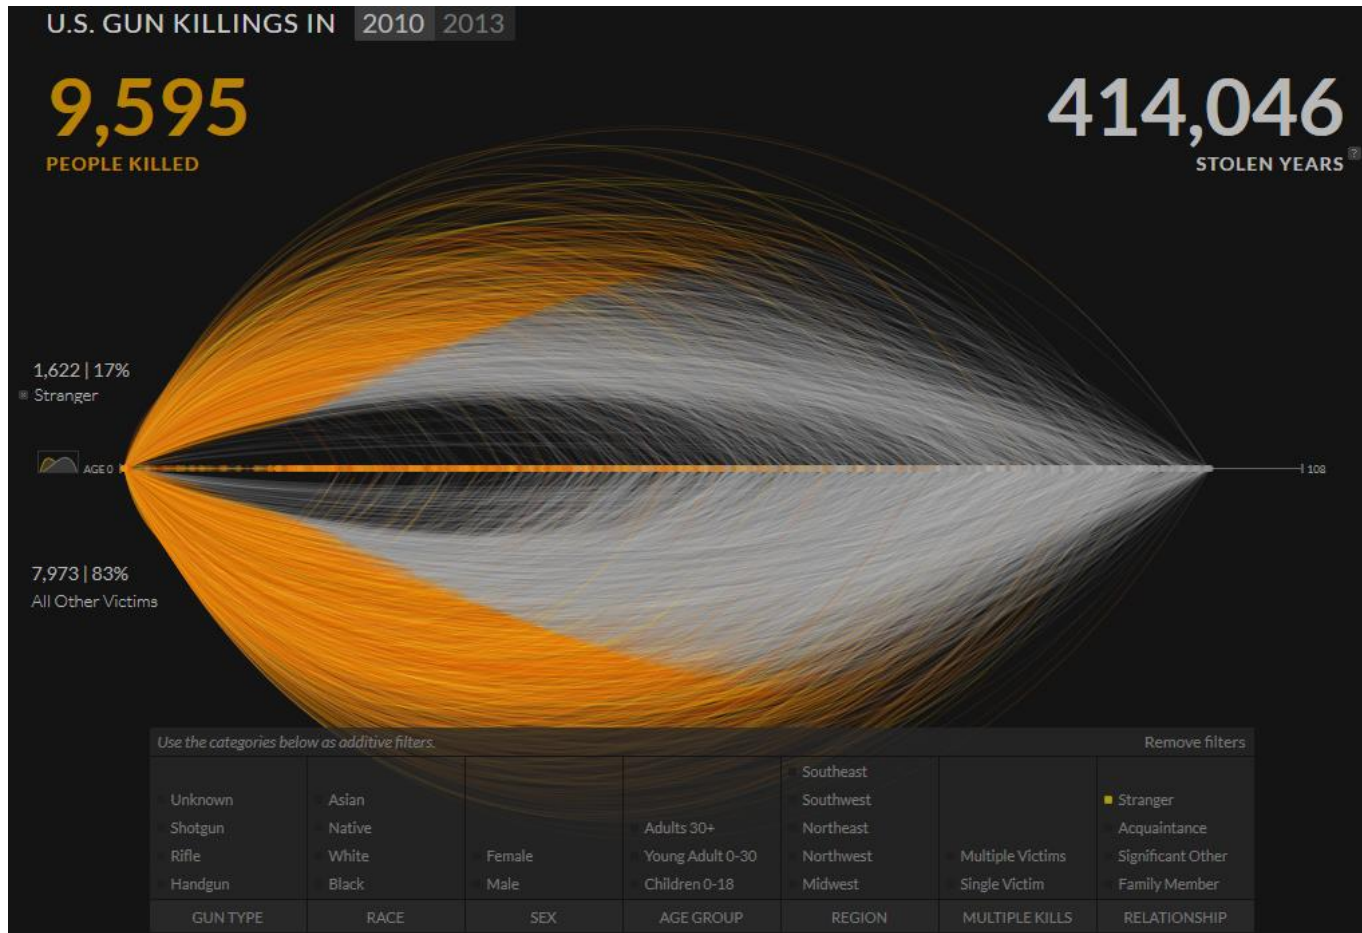 U.S. GUN KILLINGS IN 2010 2013
9,595
PEOPLE KILLED
414,046
STOLEN YEARS ?
1,622 | 17%
Stranger
AGE 0
108
7,973 | 83%
All Other Victims
Use the categories below as additive filters.
Remove filters
Unknown
Shotgun
Rifle
Handgun
GUN TYPE
Asian
Native
White
Black
RACE
Female
Male
SEX
Adults 30+
Young Adult 0-30
Children 0-18
AGE GROUP
Southeast
Southwest
Northeast
Northwest
Midwest
REGION
Multiple Victims
Single Victim
MULTIPLE KILLS
Stranger
Acquaintance
Significant Other
Family Member
RELATIONSHIP